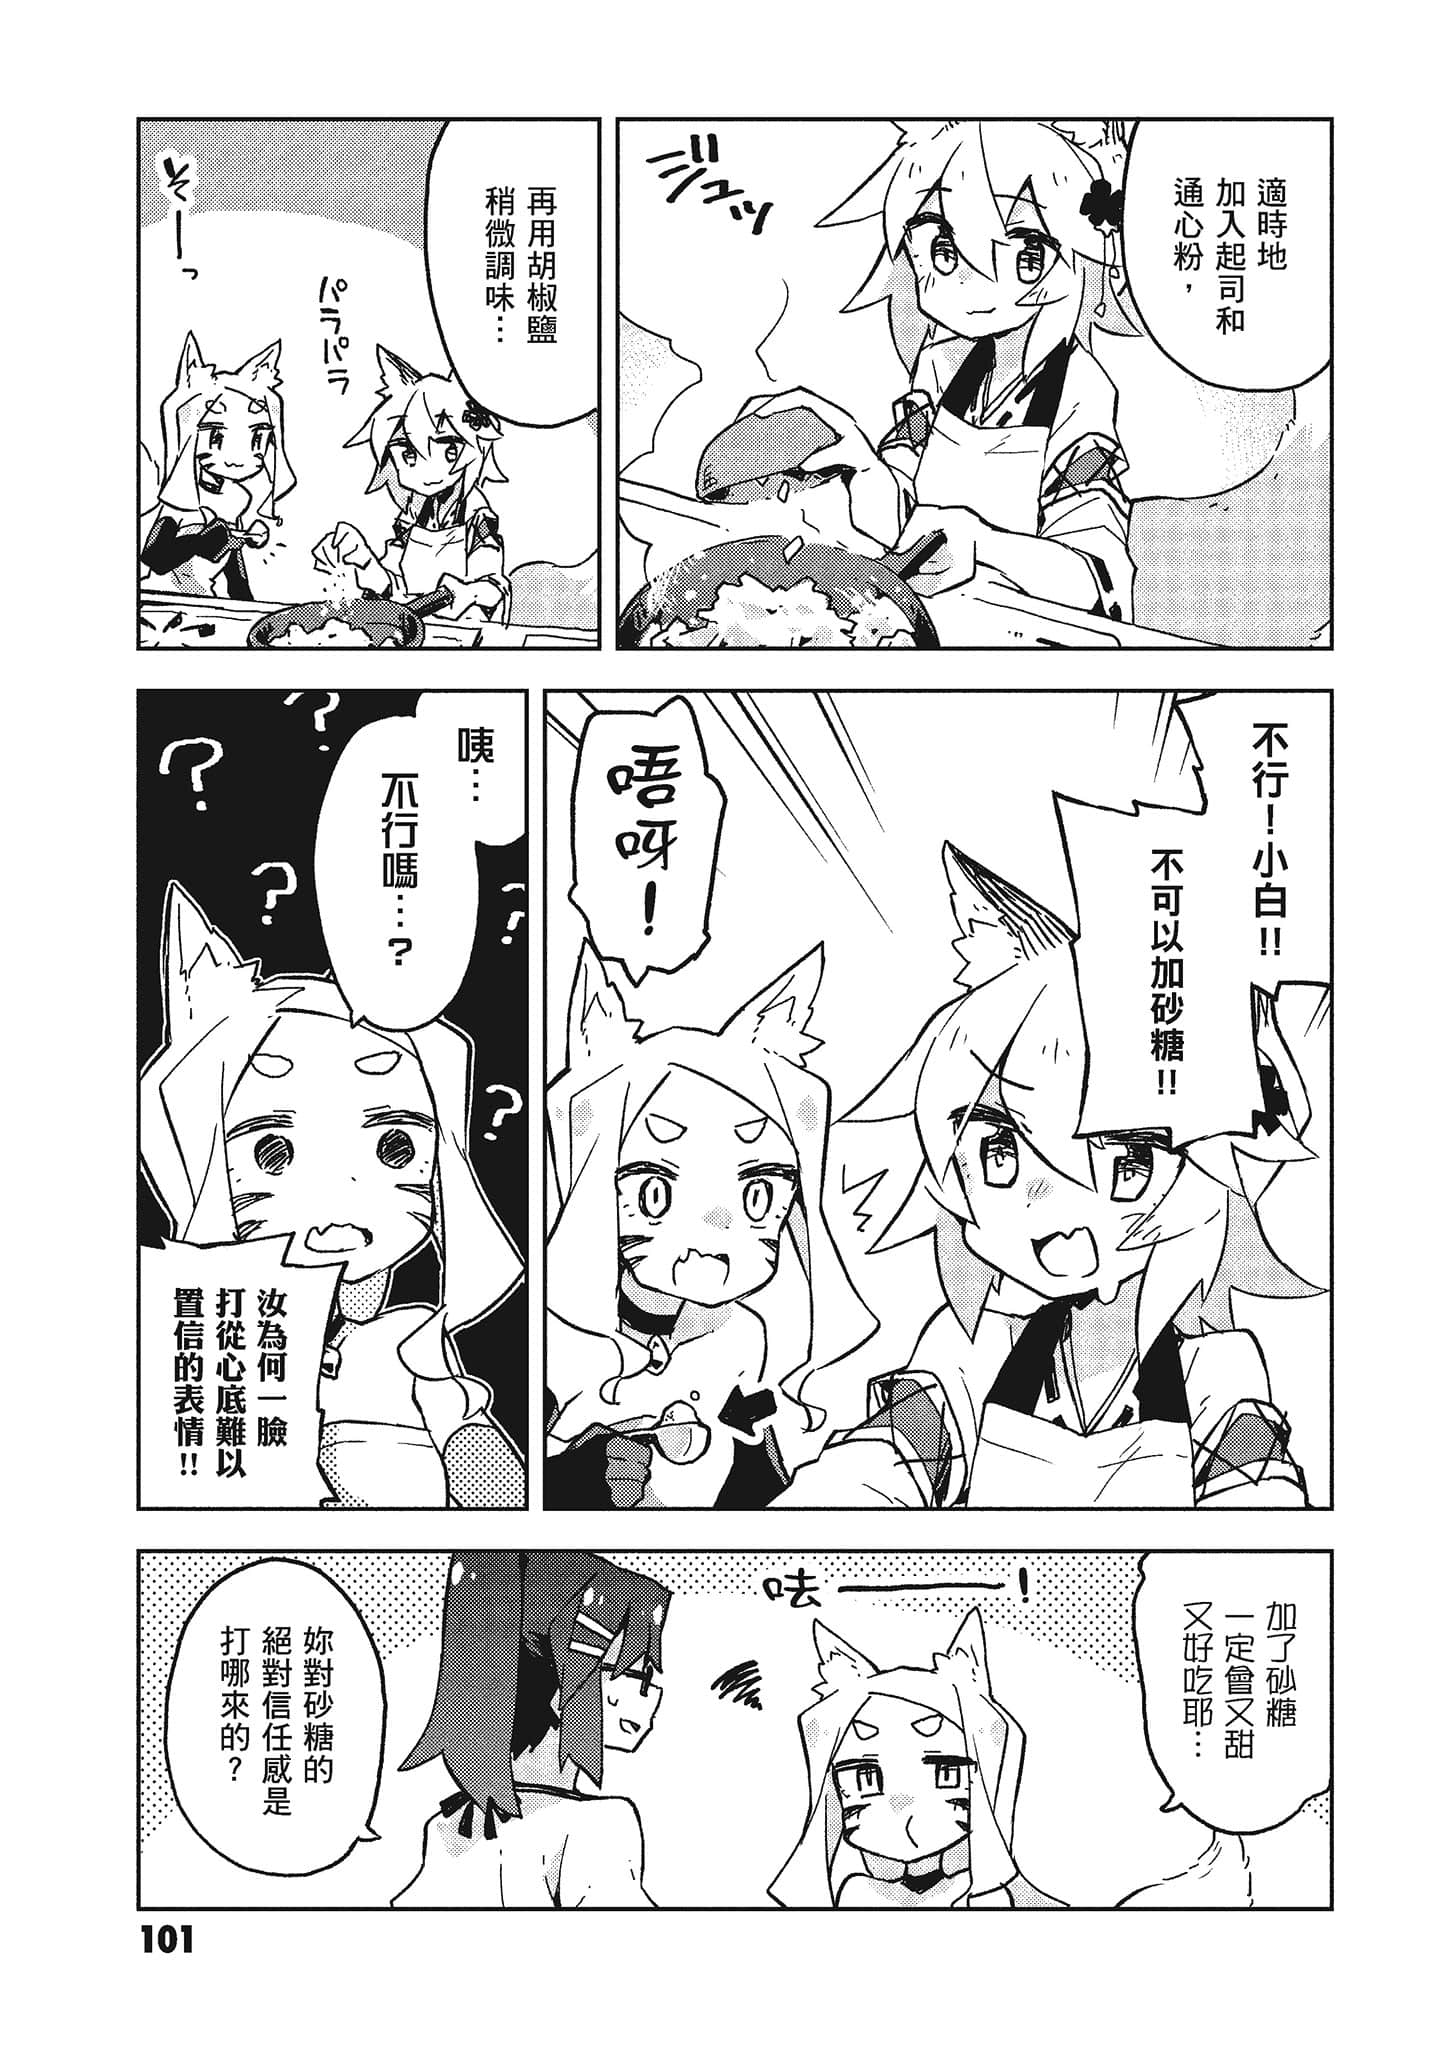 適時地
加入起司和
通心粉，
ジュッ
再用胡椒鹽
稍微調味…
パラパラ
そーっ
不行！小白!!
不可以加砂糖!!
唔呀！
咦…
不行嗎…？
汝為何一臉
打從心底難以
置信的表情!!
加了砂糖
一定會又甜
又好吃耶…
呿——！
妳對砂糖的
絕對信任感是
打哪來的？
101